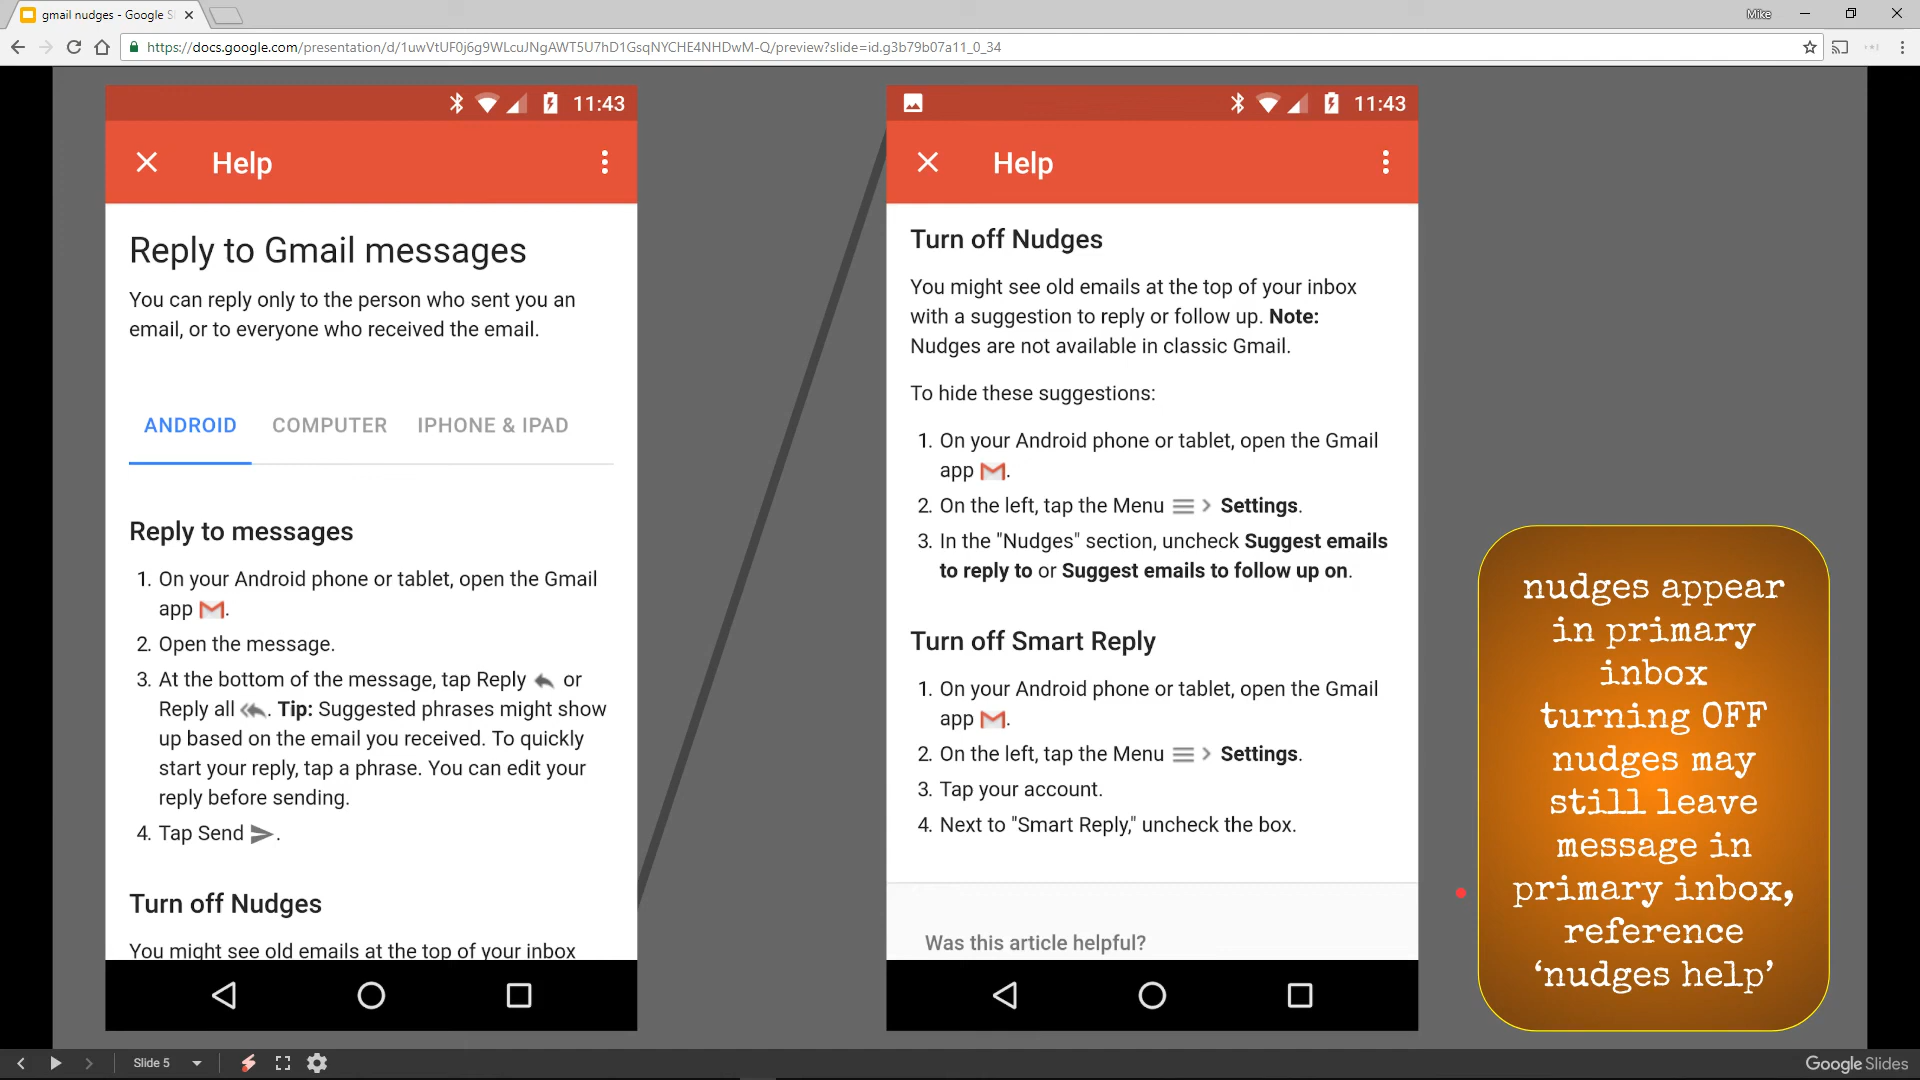 gmail nudges - Google S
Mike
https://docs.google.com/presentation/d/1uwVtUF0j6g9WLcuJNgAWT5U7hD1GsqNYCHE4NHDwM-Q/preview?slide=id.g3b79b07a11_0_34
11:43
Help
Reply to Gmail messages
You can reply only to the person who sent you an
email, or to everyone who received the email.
ANDROID COMPUTER IPHONE & IPAD
Reply to messages
1. On your Android phone or tablet, open the Gmail
app .
2. Open the message.
3. At the bottom of the message, tap Reply or
Reply all . Tip: Suggested phrases might show
up based on the email you received. To quickly
start your reply, tap a phrase. You can edit your
reply before sending.
4. Tap Send .
Turn off Nudges
You might see old emails at the top of your inbox
11:43
Help
Turn off Nudges
You might see old emails at the top of your inbox
with a suggestion to reply or follow up. Note:
Nudges are not available in classic Gmail.
To hide these suggestions:
1. On your Android phone or tablet, open the Gmail
app .
2. On the left, tap the Menu > Settings.
3. In the "Nudges" section, uncheck Suggest emails
to reply to or Suggest emails to follow up on.
Turn off Smart Reply
1. On your Android phone or tablet, open the Gmail
app .
2. On the left, tap the Menu > Settings.
3. Tap your account.
4. Next to "Smart Reply," uncheck the box.
Was this article helpful?
nudges appear
in primary
inbox
turning OFF
nudges may
still leave
message in
primary inbox,
reference
‘nudges help’
Slide 5
Google Slides